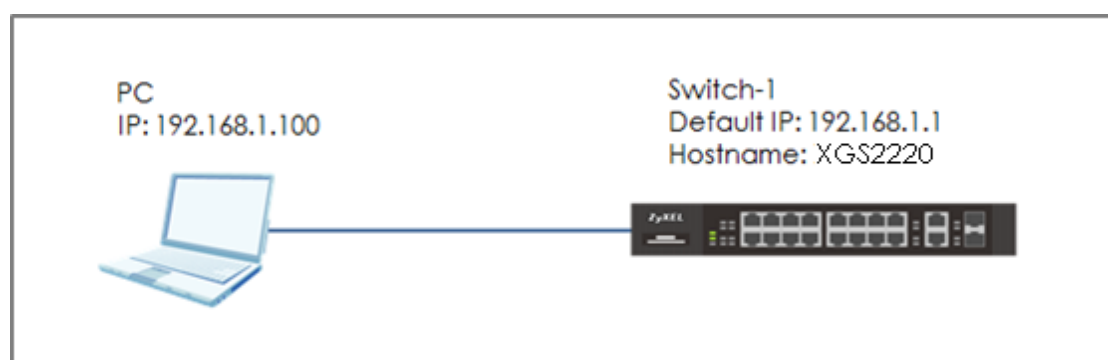 PC
IP: 192.168.1.100
Switch-1
Default IP: 192.168.1.1
Hostname: XGS2220
ZyXEL